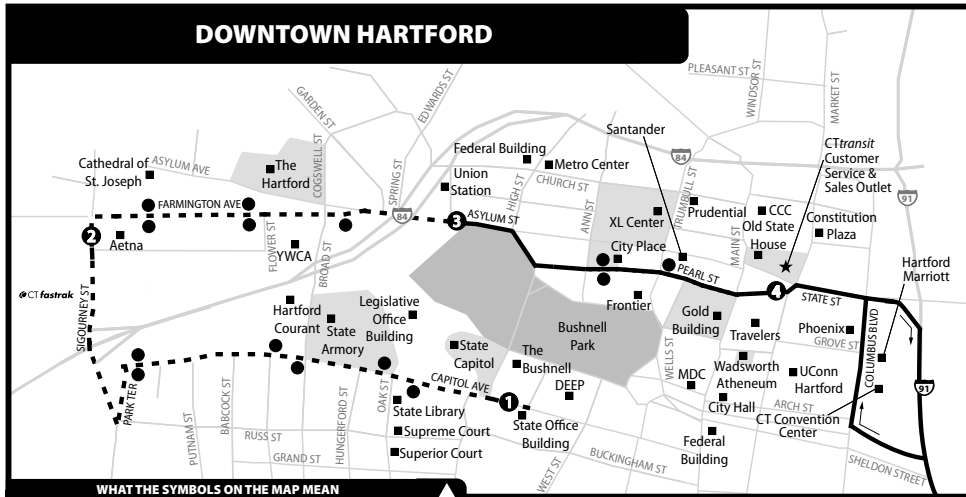 DOWNTOWN HARTFORD
PLEASANT ST
WINDSOR ST
MARKET ST
EDWARDS ST
GARDEN ST
SPRING ST
COGSWELL ST
ASYLUM AVE
Cathedral of
St. Joseph
The
Hartford
Federal Building
Metro Center
Union
Station
CHURCH ST
HIGH ST
ANN ST
Santander
84
TRUMBULL ST
CTtransit
Customer
Service &
Sales Outlet
91
FARMINGTON AVE
84
3
ASYLUM ST
XL Center
Prudential
CCC
Old State
House
Constitution
Plaza
MAIN ST
2
Aetna
FLOWER ST
YWCA
BROAD ST
City Place
PEARL ST
Hartford
Marriott
CTfastrak
SIGOURNEY ST
Hartford
Courant
State
Armory
Legislative
Office
Building
Bushnell
Park
Frontier
Gold
Building
4
STATE ST
Travelers
Phoenix
GROVE ST
COLUMBUS BLVD
State
Capitol
The
Bushnell
DEEP
WELLS ST
MDC
Wadsworth
Atheneum
UConn
Hartford
91
PARK TER
CAPITOL AVE
1
OAK ST
State Library
State Office
Building
City Hall
ARCH ST
CT Convention
Center
PUTNAM ST
BABCOCK ST
RUSS ST
HUNGERFORD ST
Supreme Court
GRAND ST
Superior Court
WEST ST
BUCKINGHAM ST
Federal
Building
SHELDON STREET
WHAT THE SYMBOLS ON THE MAP MEAN